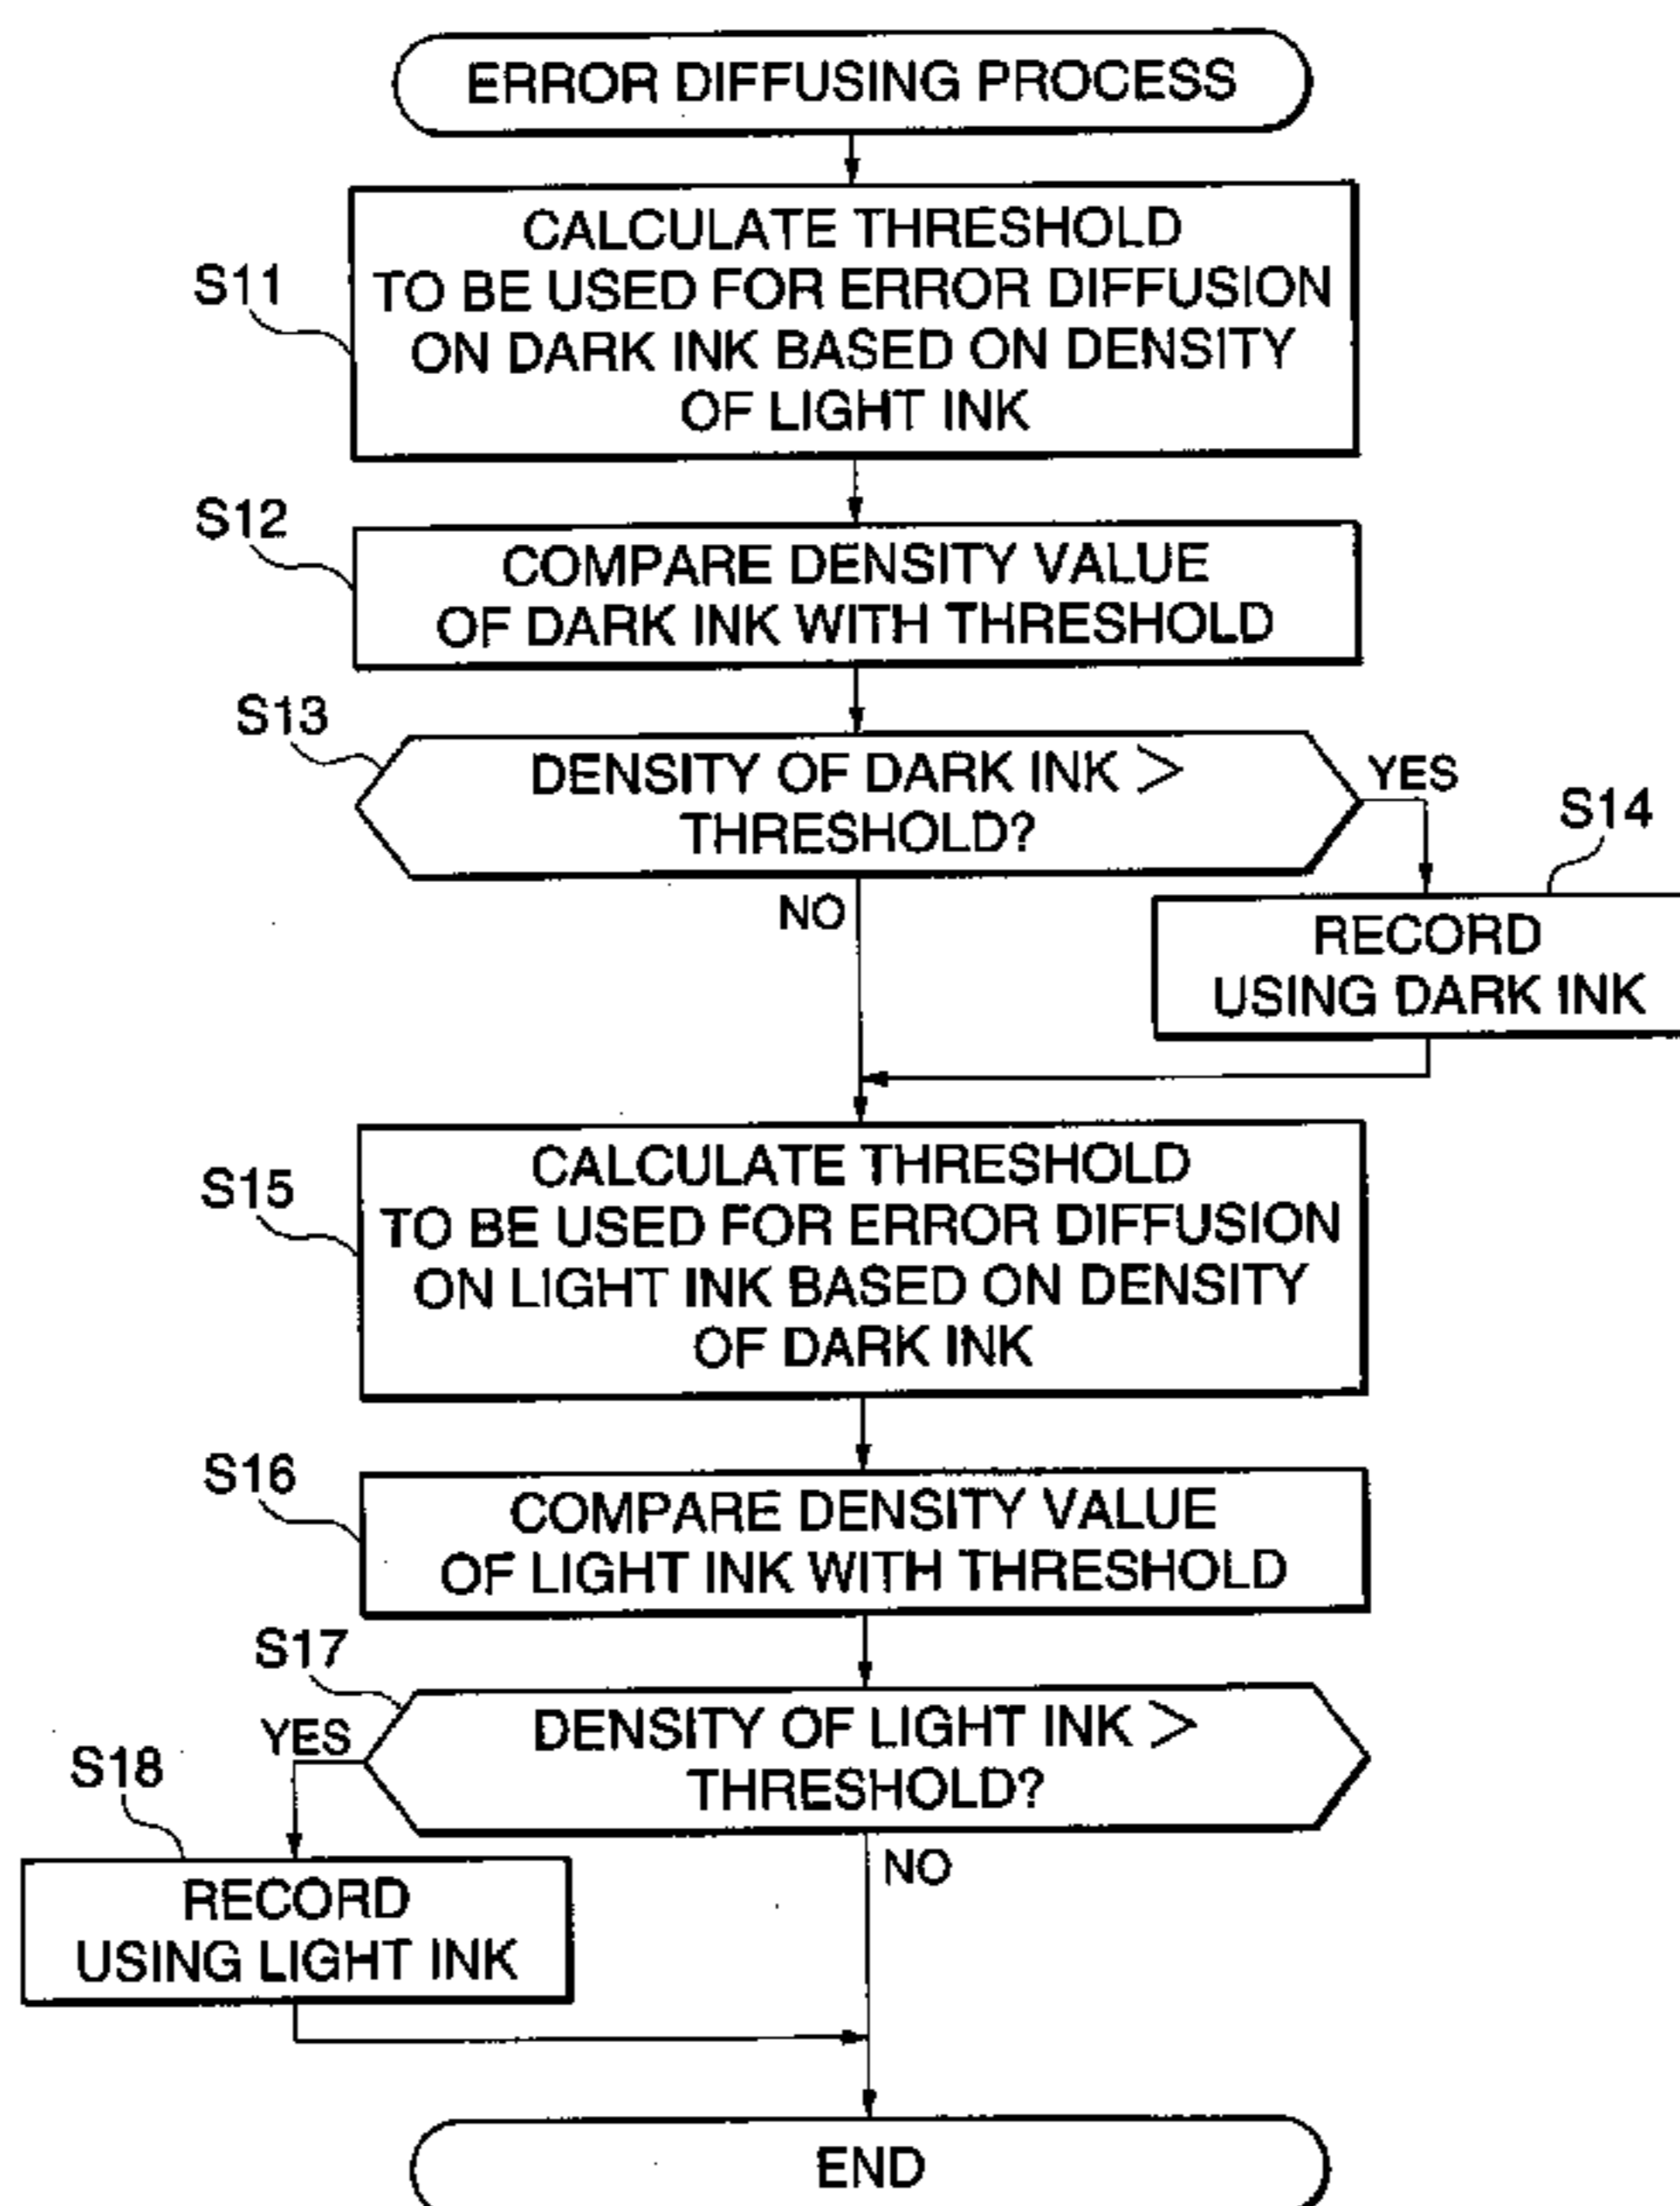 ERROR DIFFUSING PROCESS
S11
CALCULATE THRESHOLD
TO BE USED FOR ERROR DIFFUSION
ON DARK INK BASED ON DENSITY
OF LIGHT INK
S12
COMPARE DENSITY VALUE
OF DARK INK WITH THRESHOLD
S13
DENSITY OF DARK INK >
THRESHOLD?
YES
S14
NO
RECORD
USING DARK INK
S15
CALCULATE THRESHOLD
TO BE USED FOR ERROR DIFFUSION
ON LIGHT INK BASED ON DENSITY
OF DARK INK
S16
COMPARE DENSITY VALUE
OF LIGHT INK WITH THRESHOLD
S17
DENSITY OF LIGHT INK >
THRESHOLD?
YES
S18
NO
RECORD
USING LIGHT INK
END